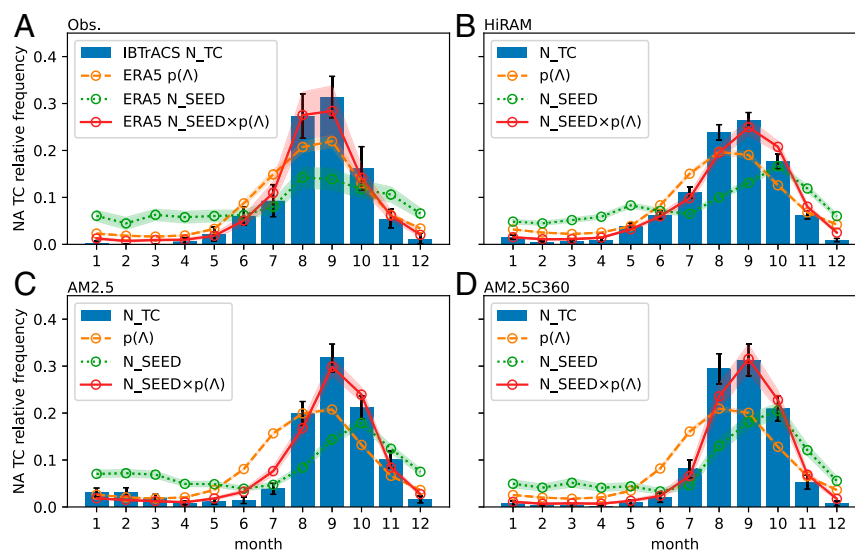 A Obs.
NA TC relative frequency
0.4
0.3
0.2
0.1
0.0
IBTrACS N_TC
ERA5 p(Λ)
ERA5 N_SEED
ERA5 N_SEED×p(Λ)
1 2 3 4 5 6 7 8 9 10 11 12
B HiRAM
N_TC
p(Λ)
N_SEED
N_SEED×p(Λ)
1 2 3 4 5 6 7 8 9 10 11 12
C AM2.5
NA TC relative frequency
0.4
0.3
0.2
0.1
0.0
N_TC
p(Λ)
N_SEED
N_SEED×p(Λ)
1 2 3 4 5 6 7 8 9 10 11 12
month
D AM2.5C360
N_TC
p(Λ)
N_SEED
N_SEED×p(Λ)
1 2 3 4 5 6 7 8 9 10 11 12
month